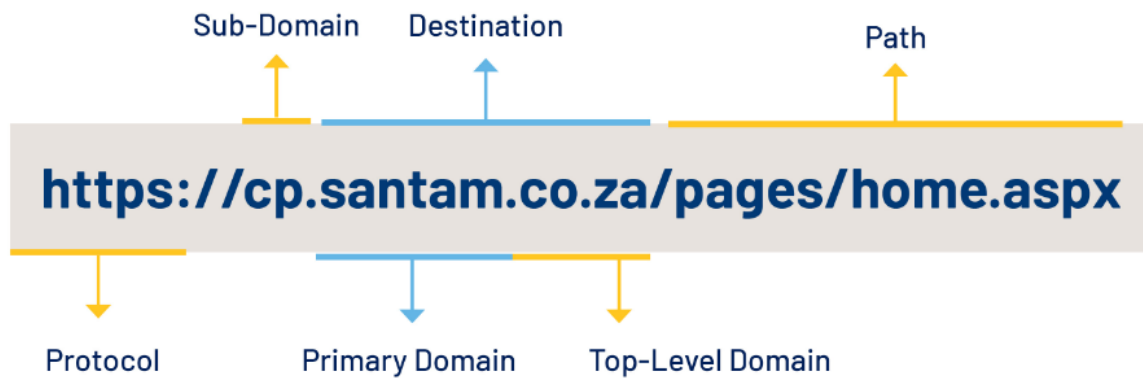 Sub-Domain Destination Path
https://cp.santam.co.za/pages/home.aspx
Protocol Primary Domain Top-Level Domain